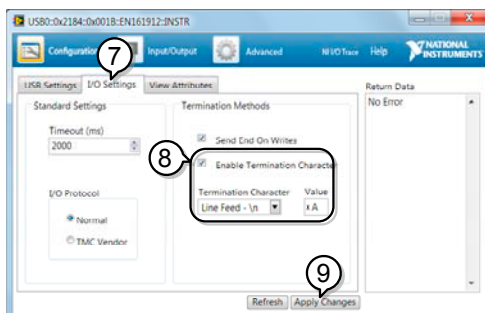 USB0::0x2184::0x001B::EN161912::INSTR
Configuration Input/Output Advanced NI I/O Trace Help NATIONAL INSTRUMENTS
7
USB Settings I/O Settings View Attributes
Return Data
No Error
Standard Settings
Timeout (ms)
2000
I/O Protocol
Normal
TMC Vendor
Termination Methods
Send End On Writes
8
Enable Termination Character
Termination Character Value
Line Feed - \n xA
9
Refresh Apply Changes